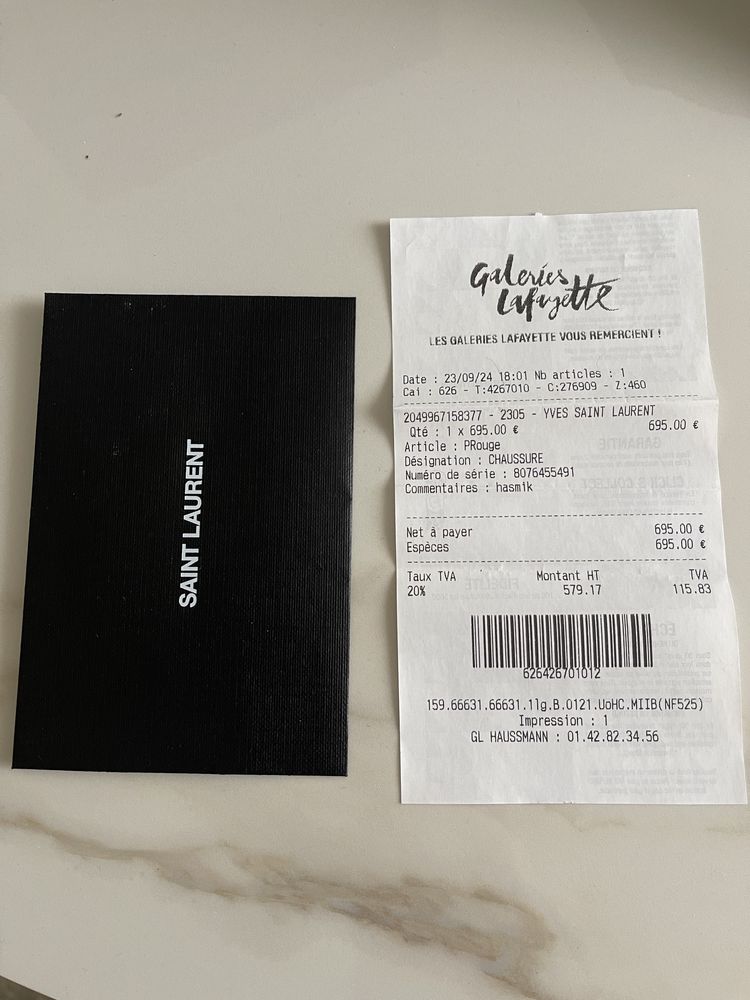 SAINT LAURENT
Galeries
Lafayette
LES GALERIES LAFAYETTE VOUS REMERCIENT !
Date : 23/09/24 18:01 Nb articles : 1
Cai : 626 - T:4267010 - C:276909 - Z:460
2049967158377 - 2305 - YVES SAINT LAURENT
Qté : 1 x 695.00 € 695.00 €
Article : PRouge
Désignation : CHAUSSURE
Numéro de série : 8076455491
Commentaires : hasmik
Net à payer 695.00 €
Espèces 695.00 €
Taux TVA Montant HT TVA
20% 579.17 115.83
626426701012
159.66631.66631.11g.B.0121.UoHC.MIIB(NF525)
Impression : 1
GL HAUSSMANN : 01.42.82.34.56